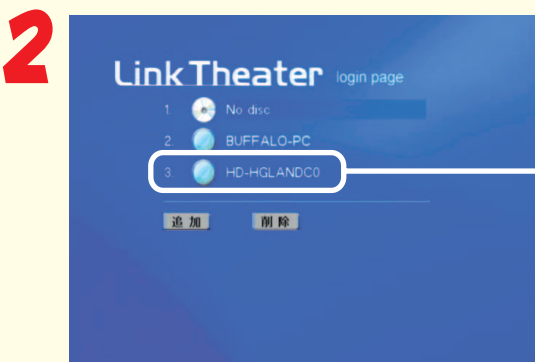 2
LinkTheater login page
1. No disc
2. BUFFALO-PC
3. HD-HGLANDC0
追加 削除